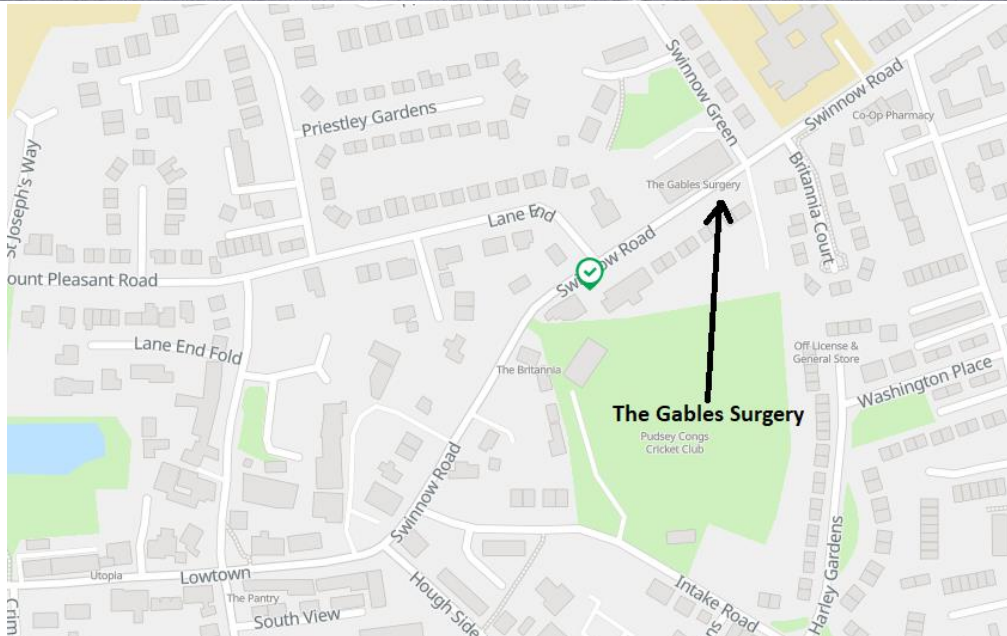 Swinnow Green
Swinnow Road
Co-Op Pharmacy
Priestley Gardens
St Joseph's Way
The Gables Surgery
Britannia Court
Lane End
Swinnow Road
ount Pleasant Road
Lane End Fold
Off License &
General Store
The Britannia
Washington Place
The Gables Surgery
Pudsey Congs
Cricket Club
Swinnow Road
Utopia
Lowtown
The Pantry
South View
Hough Side
Intake Road
Harley Gardens
Crim
ns